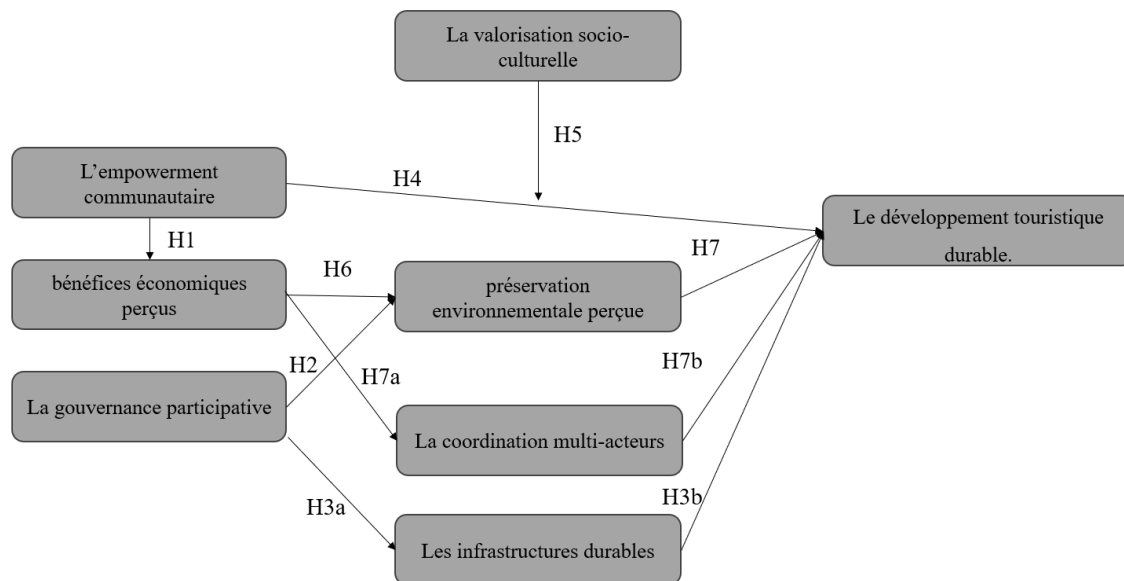 La valorisation socio-
culturelle
H5
L’empowerment
communautaire
H4
Le développement touristique
durable.
H1
bénéfices économiques
perçus
H6
préservation
environnementale perçue
H7
H2
H7a
H7b
La gouvernance participative
La coordination multi-acteurs
H3a
H3b
Les infrastructures durables